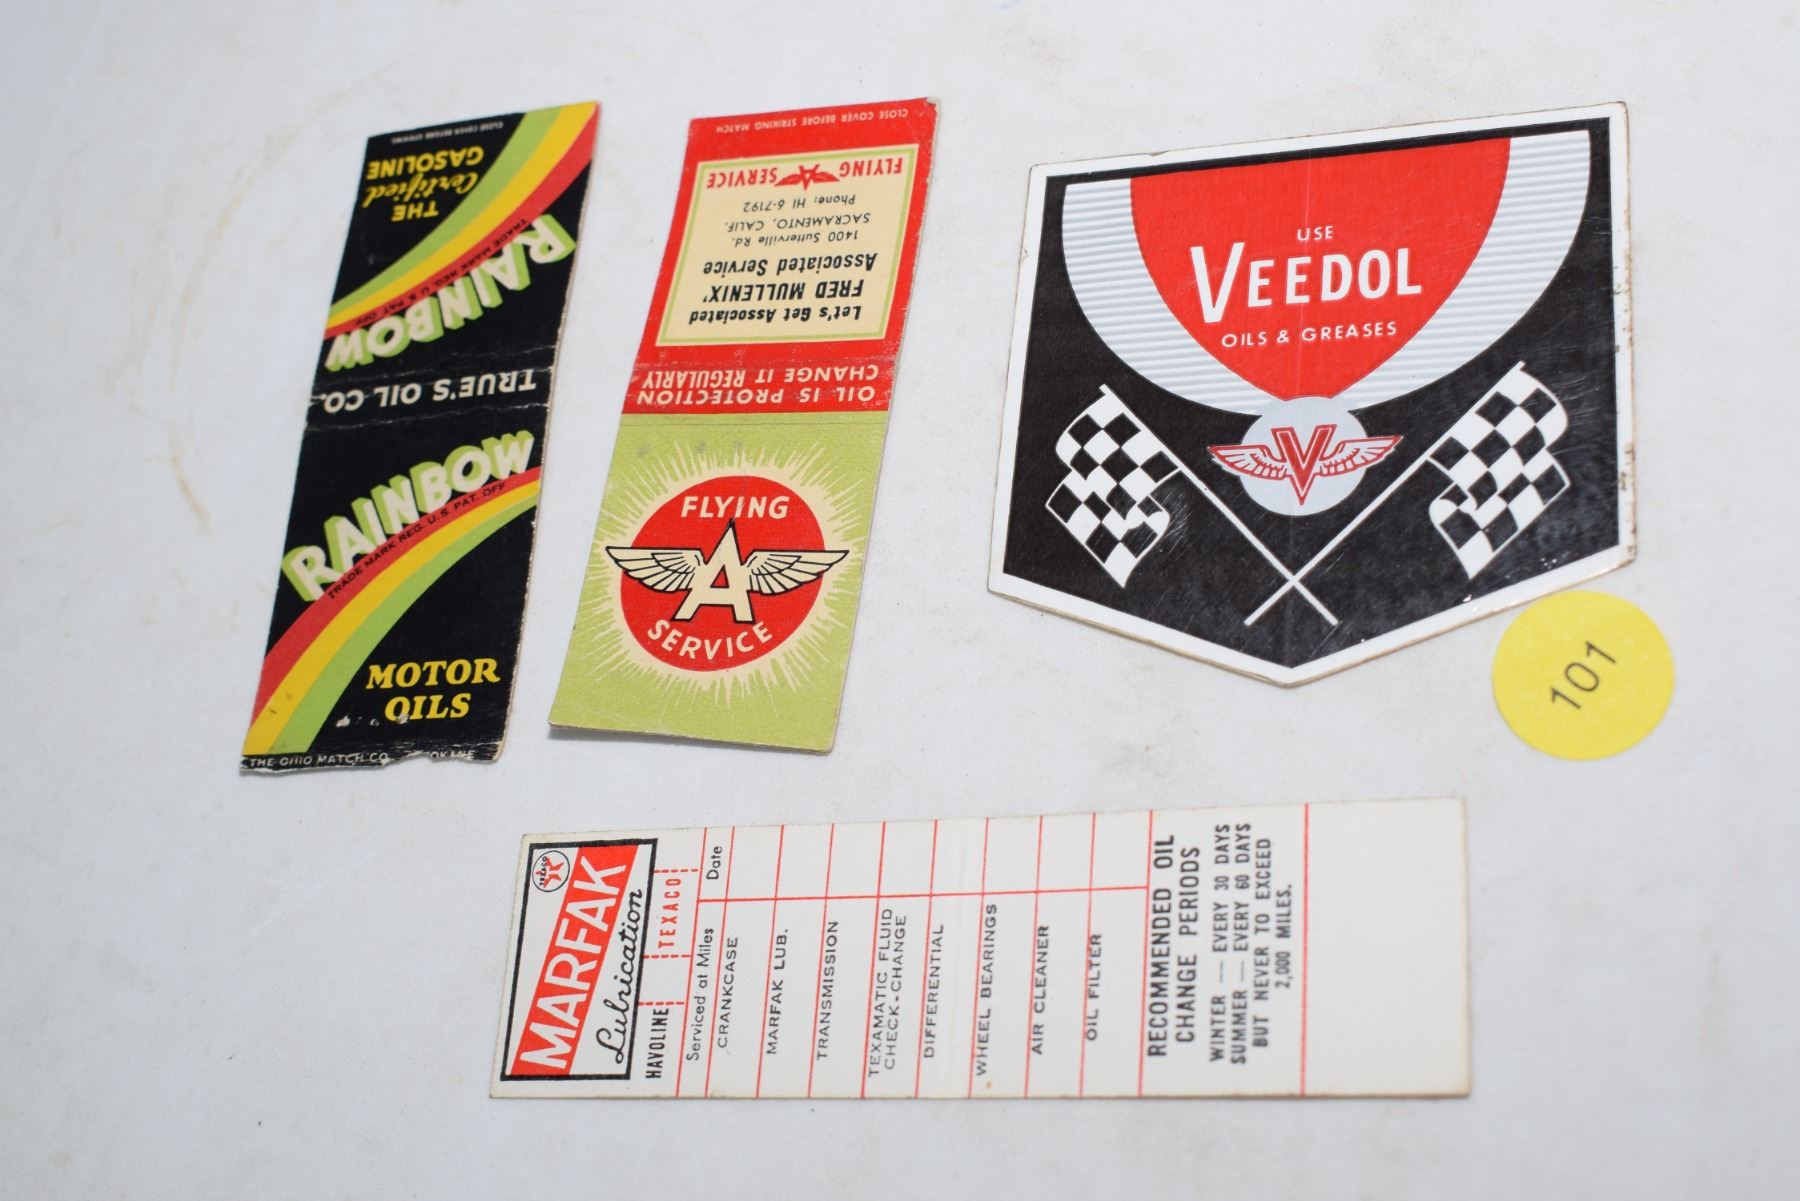 CLOSE COVER BEFORE STRIKING
THE
Certified
GASOLINE
RAINBOW
TRADE MARK REG. U.S. PAT. OFF.
TRUE'S OIL CO.
RAINBOW
TRADE MARK REG. U.S. PAT. OFF.
MOTOR
OILS
THE OHIO MATCH CO.
CLOSE COVER BEFORE STRIKING MATCH
Let's Get Associated
FRED MULLENIX'
Associated Service
1400 Sutterville Rd.
SACRAMENTO, CALIF.
Phone: HI 6-7192
FLYING A SERVICE
OIL IS PROTECTION
CHANGE IT REGULARLY
FLYING
A
SERVICE
USE
VEEDOL
OILS & GREASES
V
101
TEXACO
MARFAK
Lubrication
HAVOLINE TEXACO
Serviced at Miles Date
CRANKCASE
MARFAK LUB.
TRANSMISSION
TEXAMATIC FLUID
CHECK-CHANGE
DIFFERENTIAL
WHEEL BEARINGS
AIR CLEANER
OIL FILTER
RECOMMENDED OIL
CHANGE PERIODS
WINTER — EVERY 30 DAYS
SUMMER — EVERY 60 DAYS
BUT NEVER TO EXCEED
2,000 MILES.